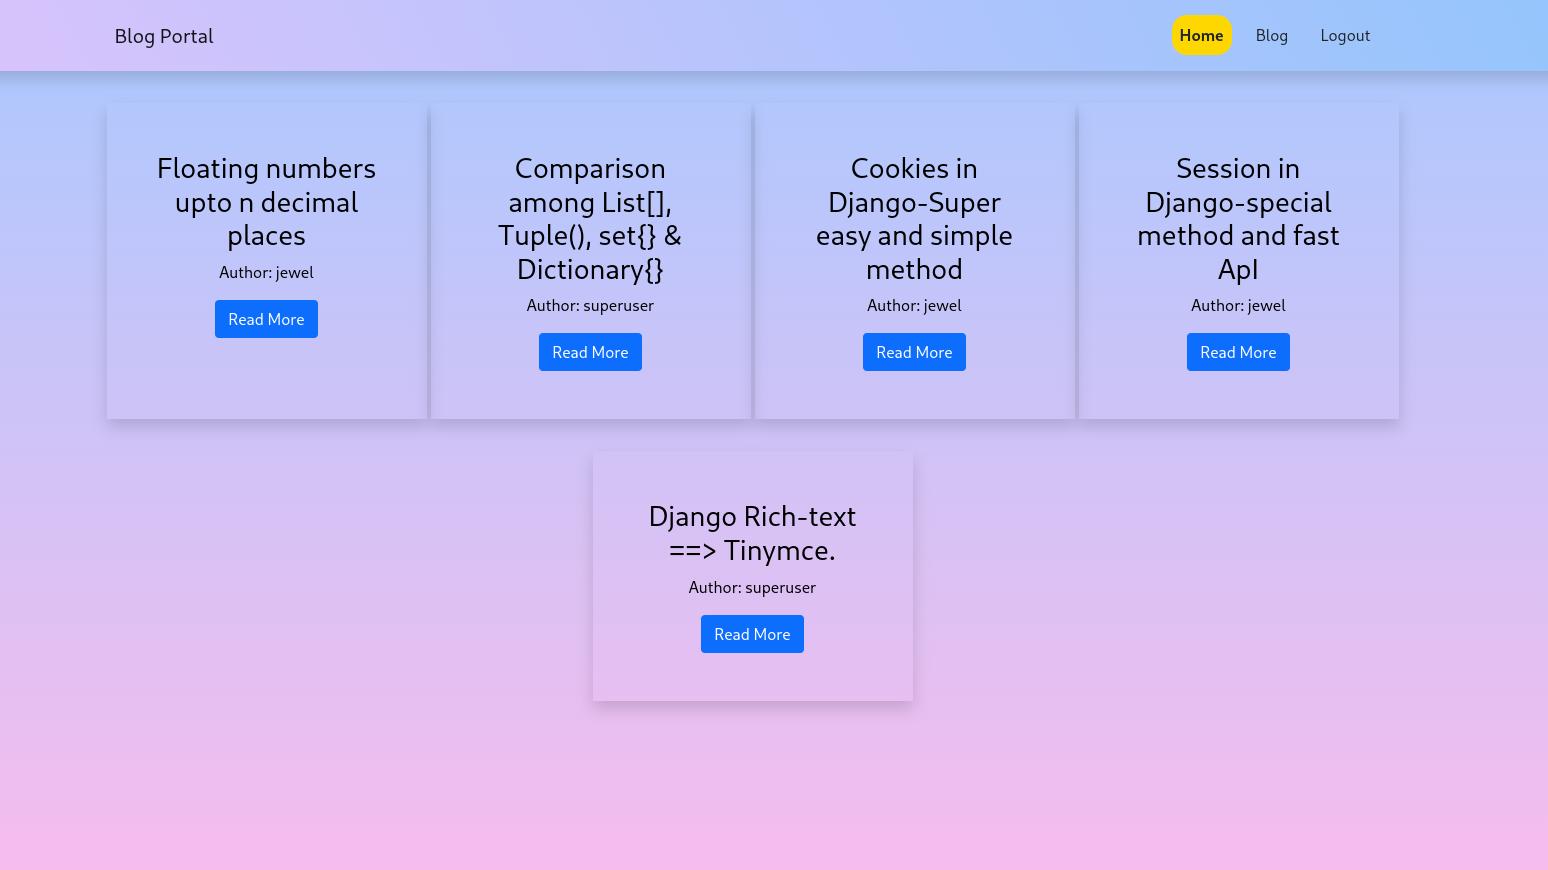 Blog Portal
Home
Blog
Logout
Floating numbers
upto n decimal
places
Author: jewel
Read More
Comparison
among List[],
Tuple(), set{} &
Dictionary{}
Author: superuser
Read More
Cookies in
Django-Super
easy and simple
method
Author: jewel
Read More
Session in
Django-special
method and fast
ApI
Author: jewel
Read More
Django Rich-text
==> Tinymce.
Author: superuser
Read More